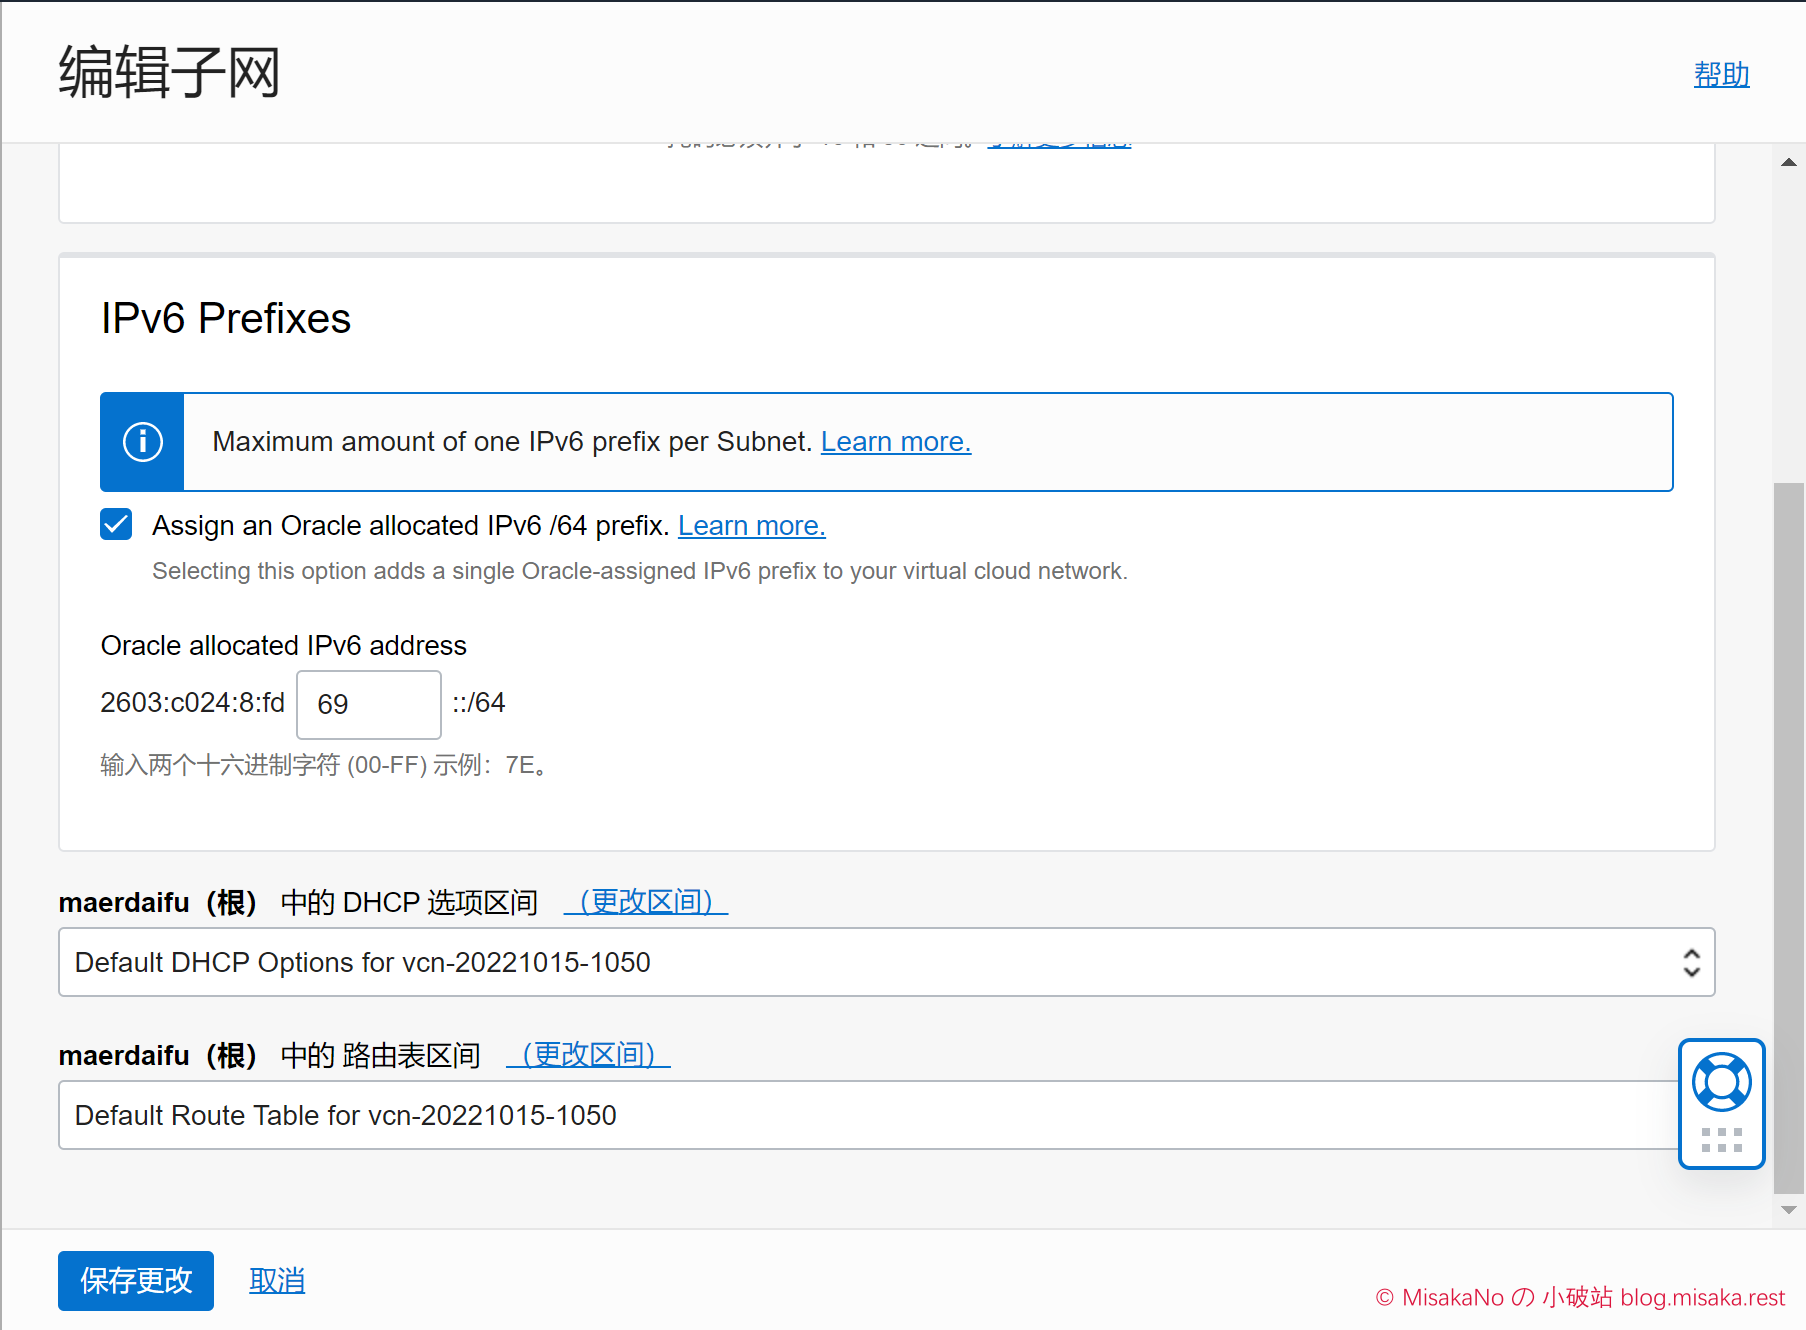 编辑子网
帮助
了解更多信息
IPv6 Prefixes
Maximum amount of one IPv6 prefix per Subnet. Learn more.
Assign an Oracle allocated IPv6 /64 prefix. Learn more.
Selecting this option adds a single Oracle-assigned IPv6 prefix to your virtual cloud network.
Oracle allocated IPv6 address
2603:c024:8:fd 69 ::/64
输入两个十六进制字符 (00-FF) 示例：7E。
maerdaifu（根） 中的 DHCP 选项区间 （更改区间）
Default DHCP Options for vcn-20221015-1050
maerdaifu（根） 中的 路由表区间 （更改区间）
Default Route Table for vcn-20221015-1050
保存更改 取消
© MisakaNo の 小破站 blog.misaka.rest